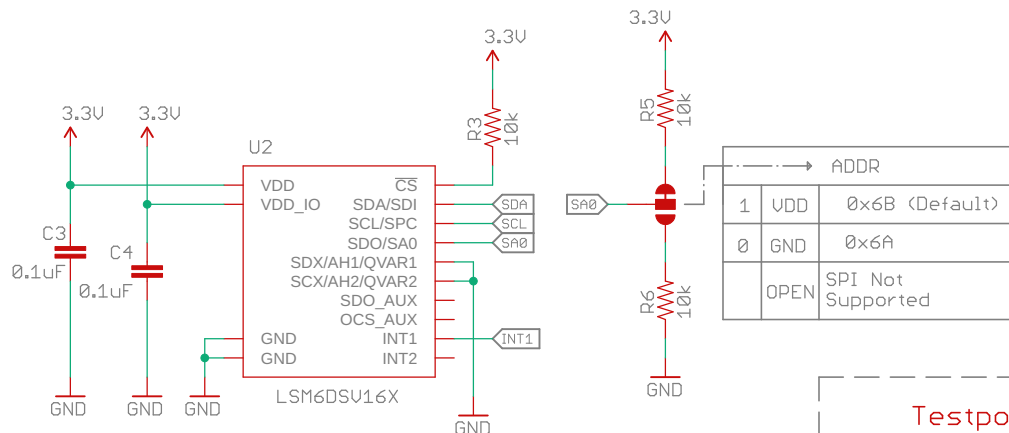 3.3V
3.3V
3.3V
3.3V
R3
10k
R5
10k
U2
VDD
VDD_IO
GND
GND
CS
SDA/SDI
SCL/SPC
SDO/SA0
SDX/AH1/QVAR1
SCX/AH2/QVAR2
SDO_AUX
OCS_AUX
INT1
INT2
LSM6DSV16X
SDA
SCL
SA0
INT1
C3
0.1uF
C4
0.1uF
GND
GND
GND
GND
SA0
R6
10k
GND
ADDR
1 VDD 0x6B (Default)
0 GND 0x6A
OPEN SPI Not
Supported
Testpo